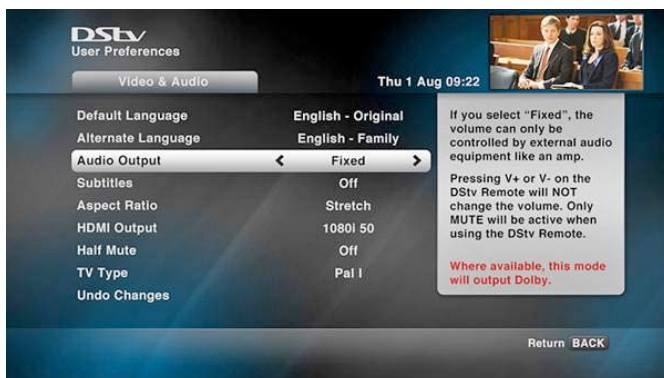 DStv
User Preferences
Video & Audio
Thu 1 Aug 09:22
Default Language English - Original
Alternate Language English - Family
Audio Output < Fixed >
Subtitles Off
Aspect Ratio Stretch
HDMI Output 1080i 50
Half Mute Off
TV Type Pal I
Undo Changes
If you select “Fixed”, the
volume can only be
controlled by external audio
equipment like an amp.
Pressing V+ or V- on the
DStv Remote will NOT
change the volume. Only
MUTE will be active when
using the DStv Remote.
Where available, this mode
will output Dolby.
Return BACK